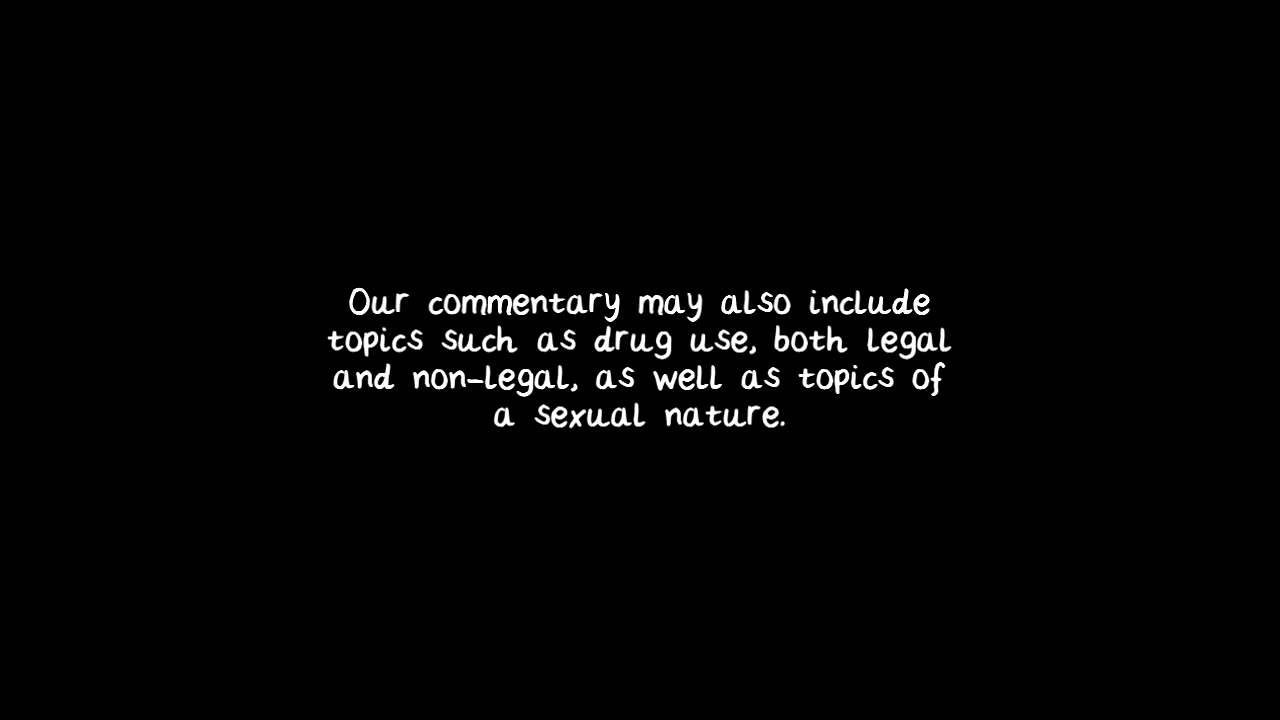 Our commentary may also include
topics such as drug use, both legal
and non-legal, as well as topics of
a sexual nature.